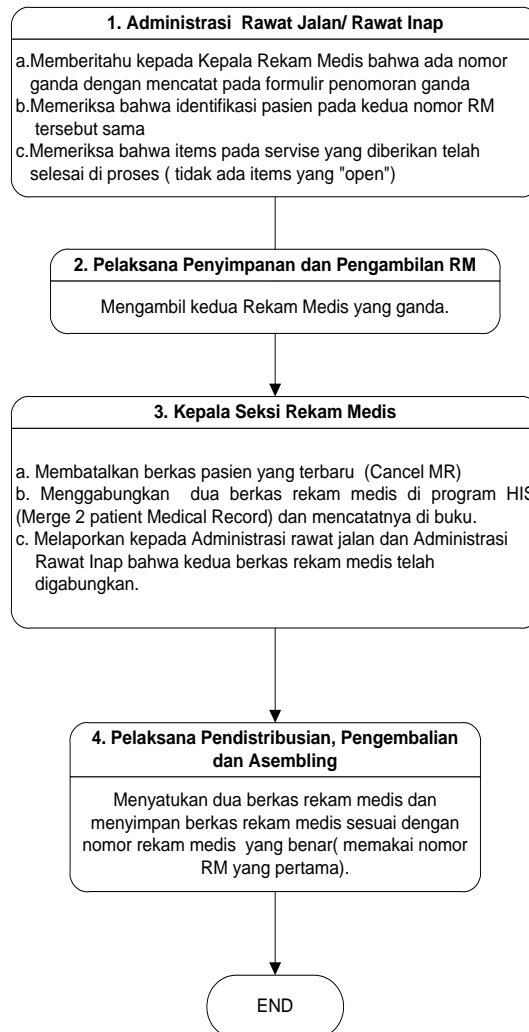 1. Administrasi Rawat Jalan/ Rawat Inap
a.Memberitahu kepada Kepala Rekam Medis bahwa ada nomor
ganda dengan mencatat pada formulir penomoran ganda
b.Memeriksa bahwa identifikasi pasien pada kedua nomor RM
tersebut sama
c.Memeriksa bahwa items pada servise yang diberikan telah
selesai di proses ( tidak ada items yang "open")
2. Pelaksana Penyimpanan dan Pengambilan RM
Mengambil kedua Rekam Medis yang ganda.
3. Kepala Seksi Rekam Medis
a. Membatalkan berkas pasien yang terbaru (Cancel MR)
b. Menggabungkan dua berkas rekam medis di program HIS
(Merge 2 patient Medical Record) dan mencatatnya di buku.
c. Melaporkan kepada Administrasi rawat jalan dan Administrasi
Rawat Inap bahwa kedua berkas rekam medis telah
digabungkan.
4. Pelaksana Pendistribusian, Pengembalian
dan Asembling
Menyatukan dua berkas rekam medis dan
menyimpan berkas rekam medis sesuai dengan
nomor rekam medis yang benar( memakai nomor
RM yang pertama).
END